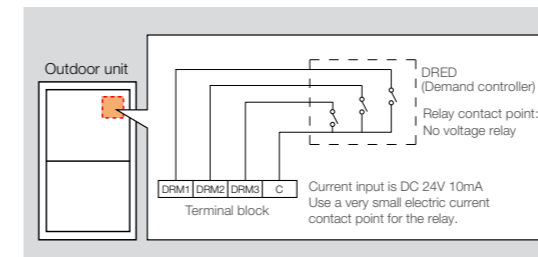 Outdoor unit
DRED
(Demand controller)
Relay contact point:
No voltage relay
DRM1 DRM2 DRM3 C
Terminal block
Current input is DC 24V 10mA
Use a very small electric current
contact point for the relay.